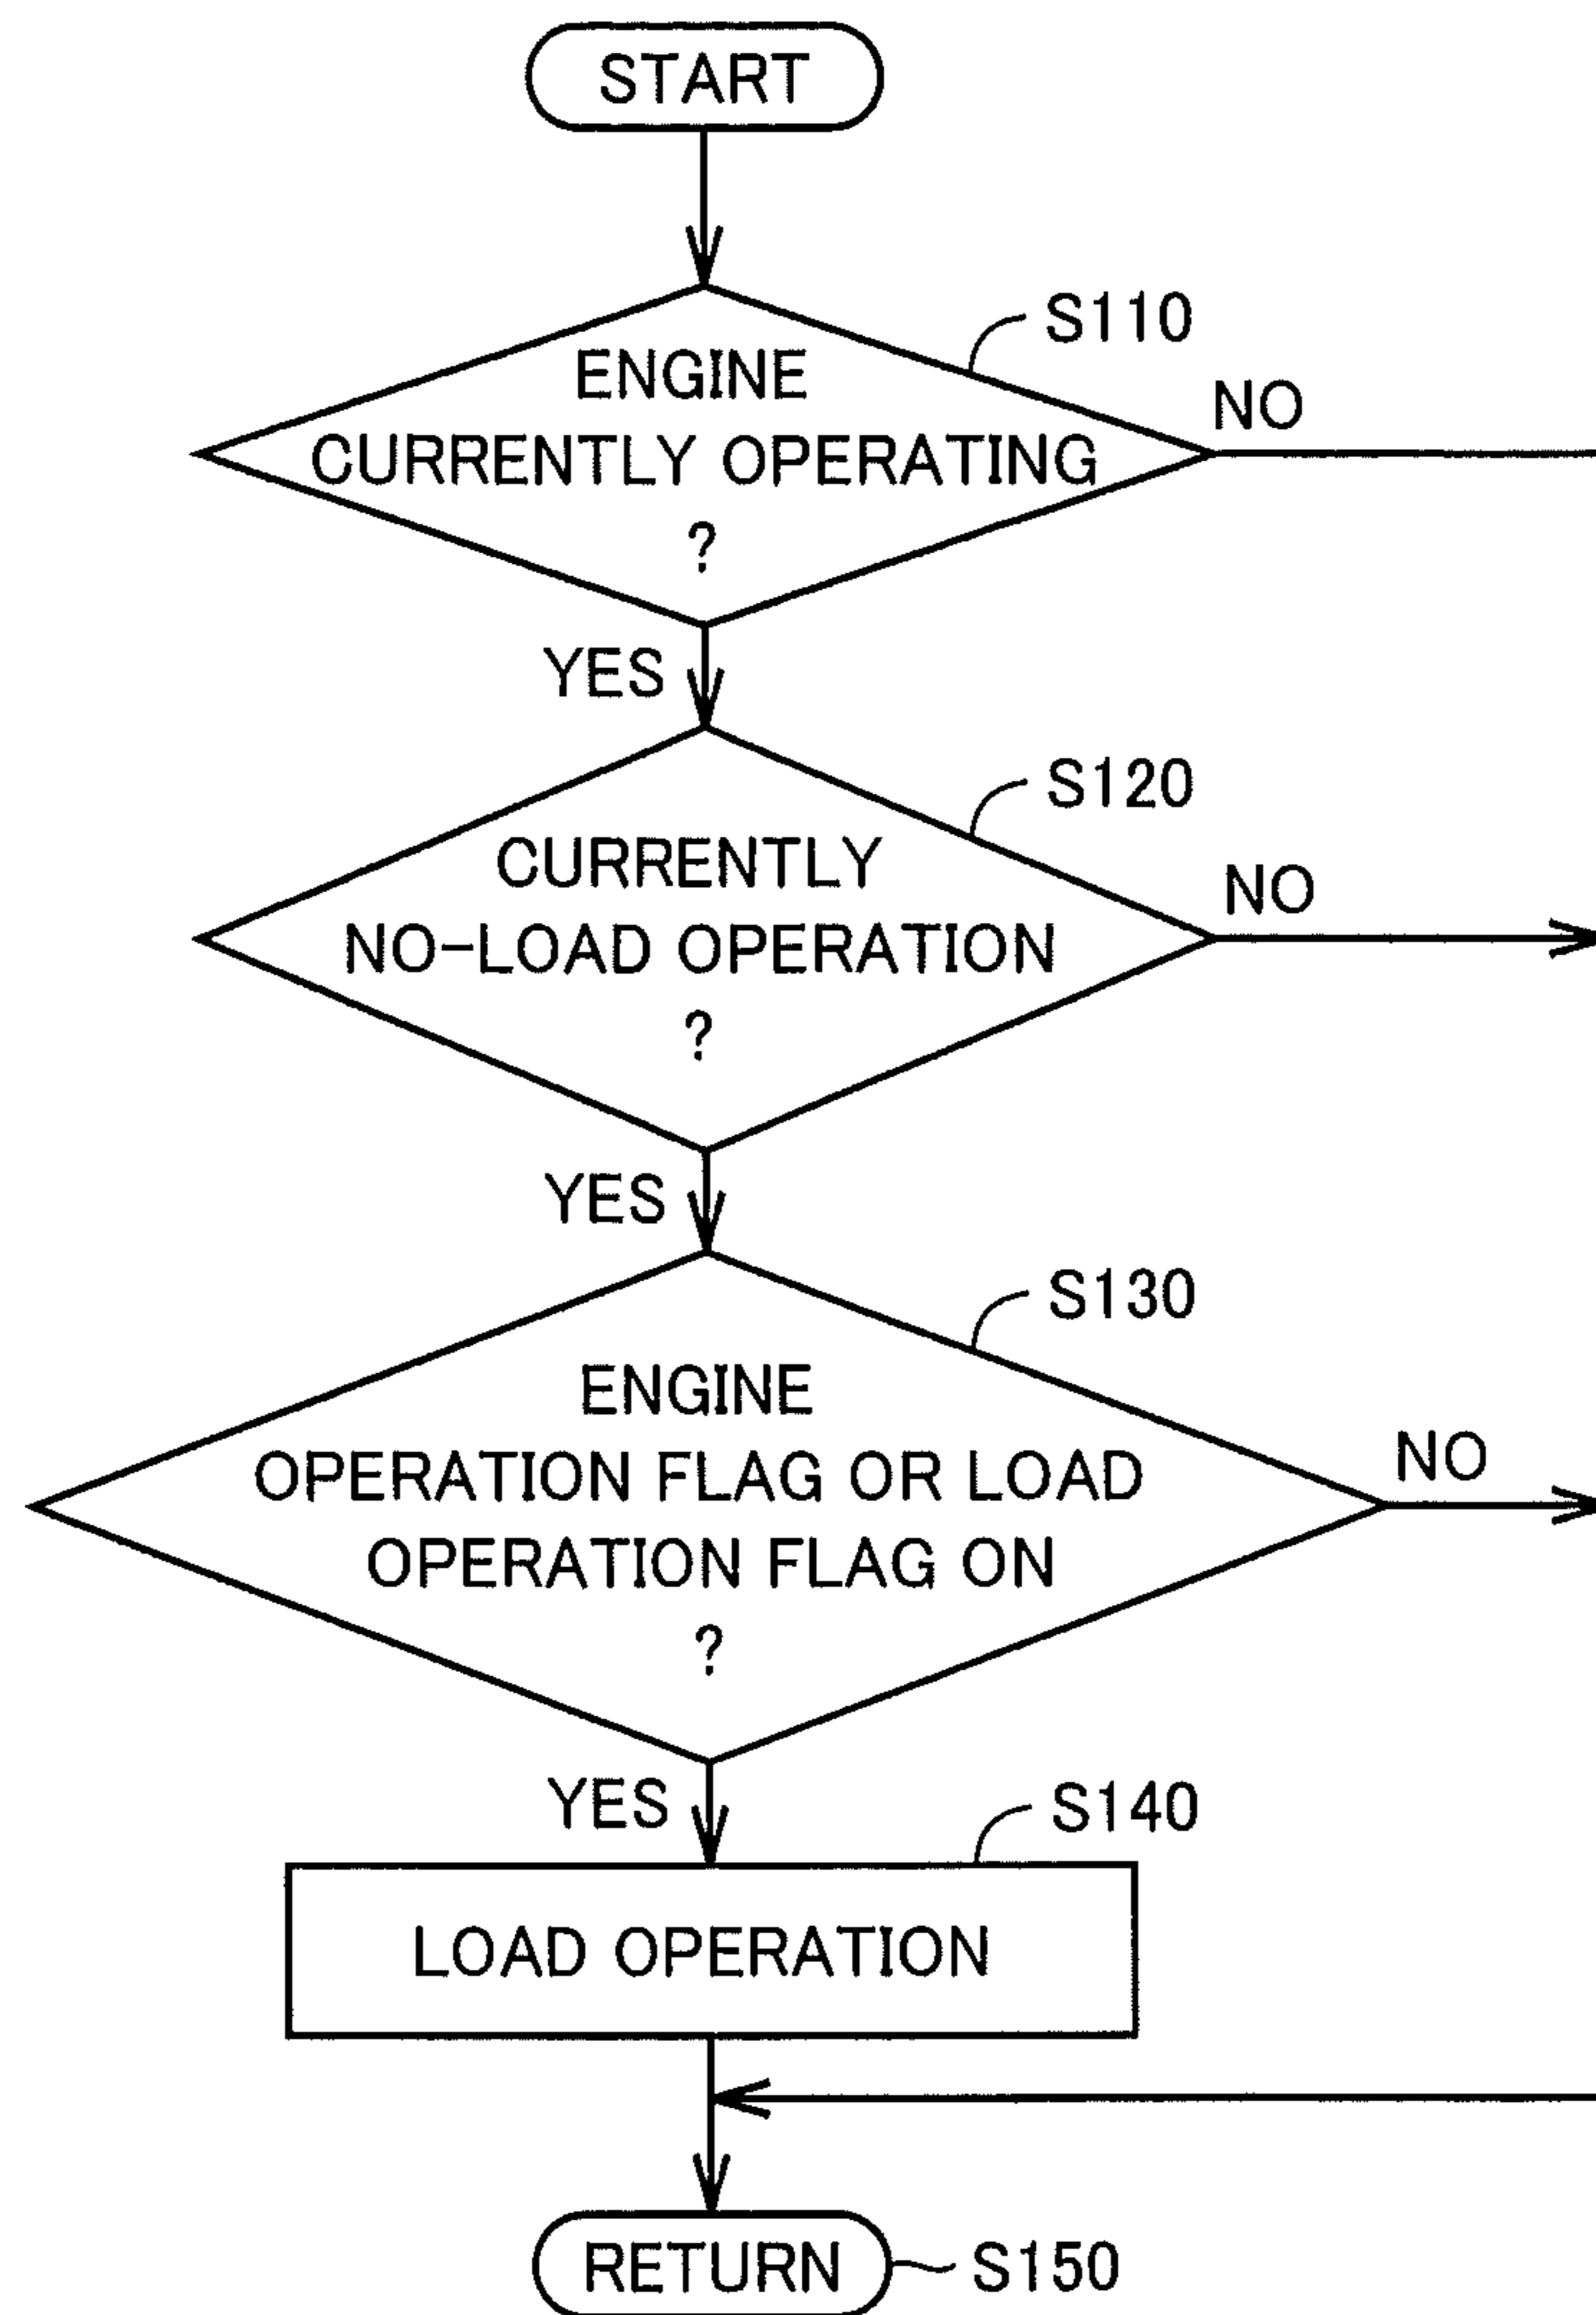 START
S110
ENGINE
CURRENTLY OPERATING
?
NO
YES
S120
CURRENTLY
NO-LOAD OPERATION
?
NO
YES
S130
ENGINE
OPERATION FLAG OR LOAD
OPERATION FLAG ON
?
NO
YES
S140
LOAD OPERATION
RETURN
S150